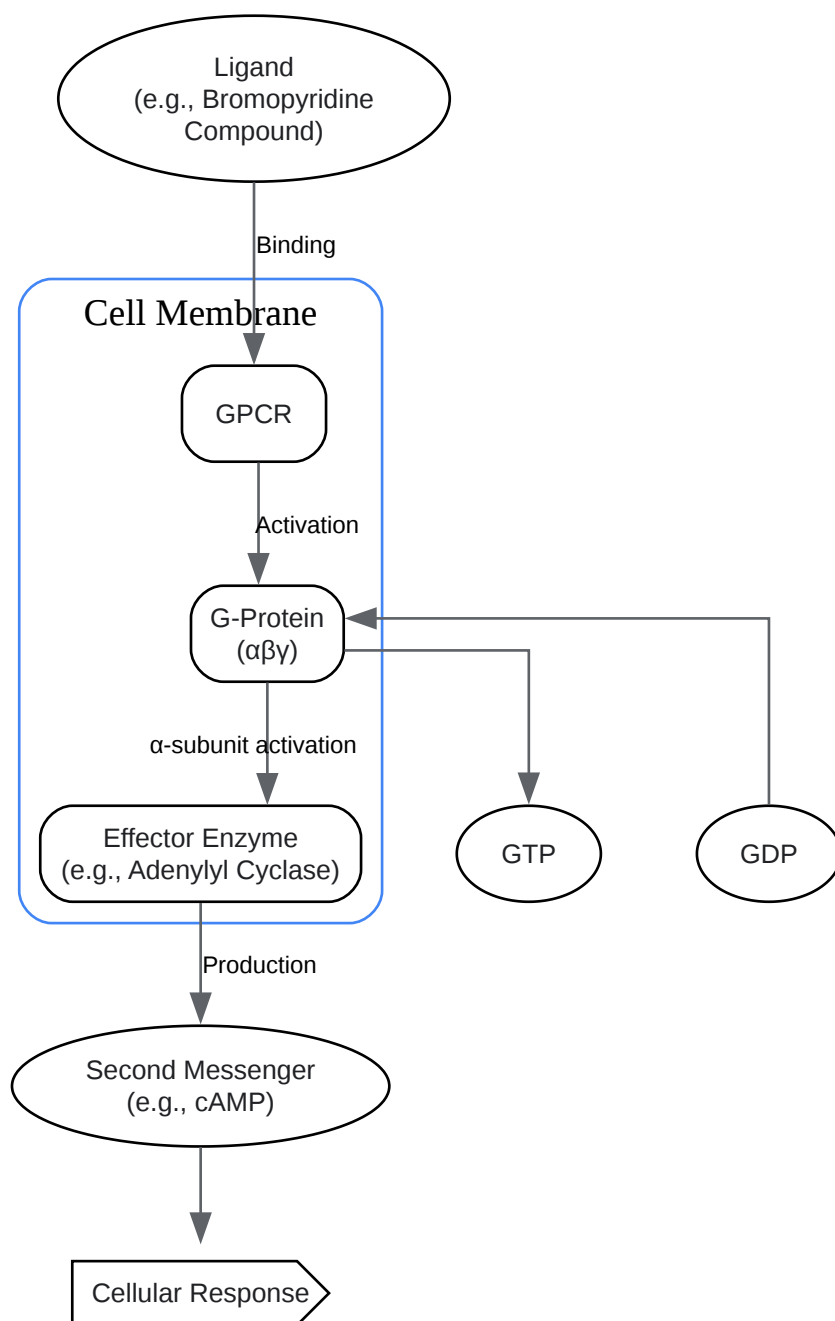 Ligand
(e.g., Bromopyridine
Compound)
Binding
Cell Membrane
GPCR
Activation
G-Protein
(αβγ)
α-subunit activation
Effector Enzyme
(e.g., Adenylyl Cyclase)
GTP
GDP
Production
Second Messenger
(e.g., cAMP)
Cellular Response